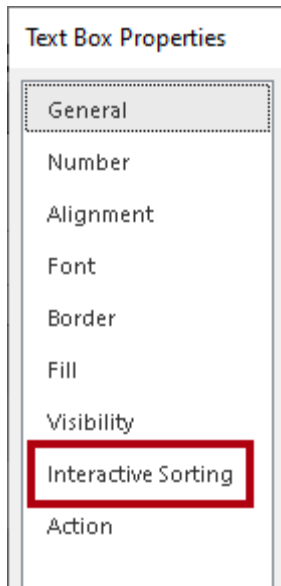 Text Box Properties
General
Number
Alignment
Font
Border
Fill
Visibility
Interactive Sorting
Action